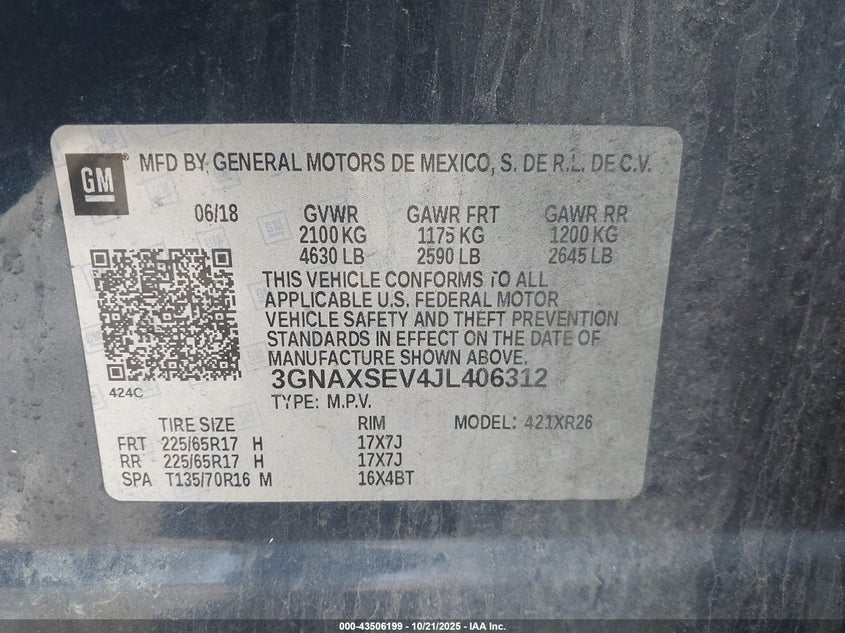 GM
MFD BY GENERAL MOTORS DE MEXICO, S. DE R.L. DE C.V.
06/18 GVWR GAWR FRT GAWR RR
2100 KG 1175 KG 1200 KG
4630 LB 2590 LB 2645 LB
THIS VEHICLE CONFORMS TO ALL
APPLICABLE U.S. FEDERAL MOTOR
VEHICLE SAFETY AND THEFT PREVENTION
STANDARDS IN EFFECT ON THE DATE OF
MANUFACTURE SHOWN ABOVE.
3GNAXSEV4JL406312
424C
TYPE: M.P.V.
TIRE SIZE RIM MODEL: 421XR26
FRT 225/65R17 H 17X7J
RR 225/65R17 H 17X7J
SPA T135/70R16 M 16X4BT
000-43506199 - 10/21/2025 - IAA Inc.